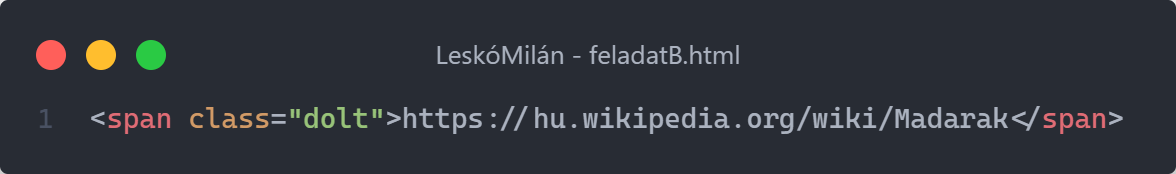 LeskóMilán - feladatB.html
1 <span class="dolt">https://hu.wikipedia.org/wiki/Madarak</span>